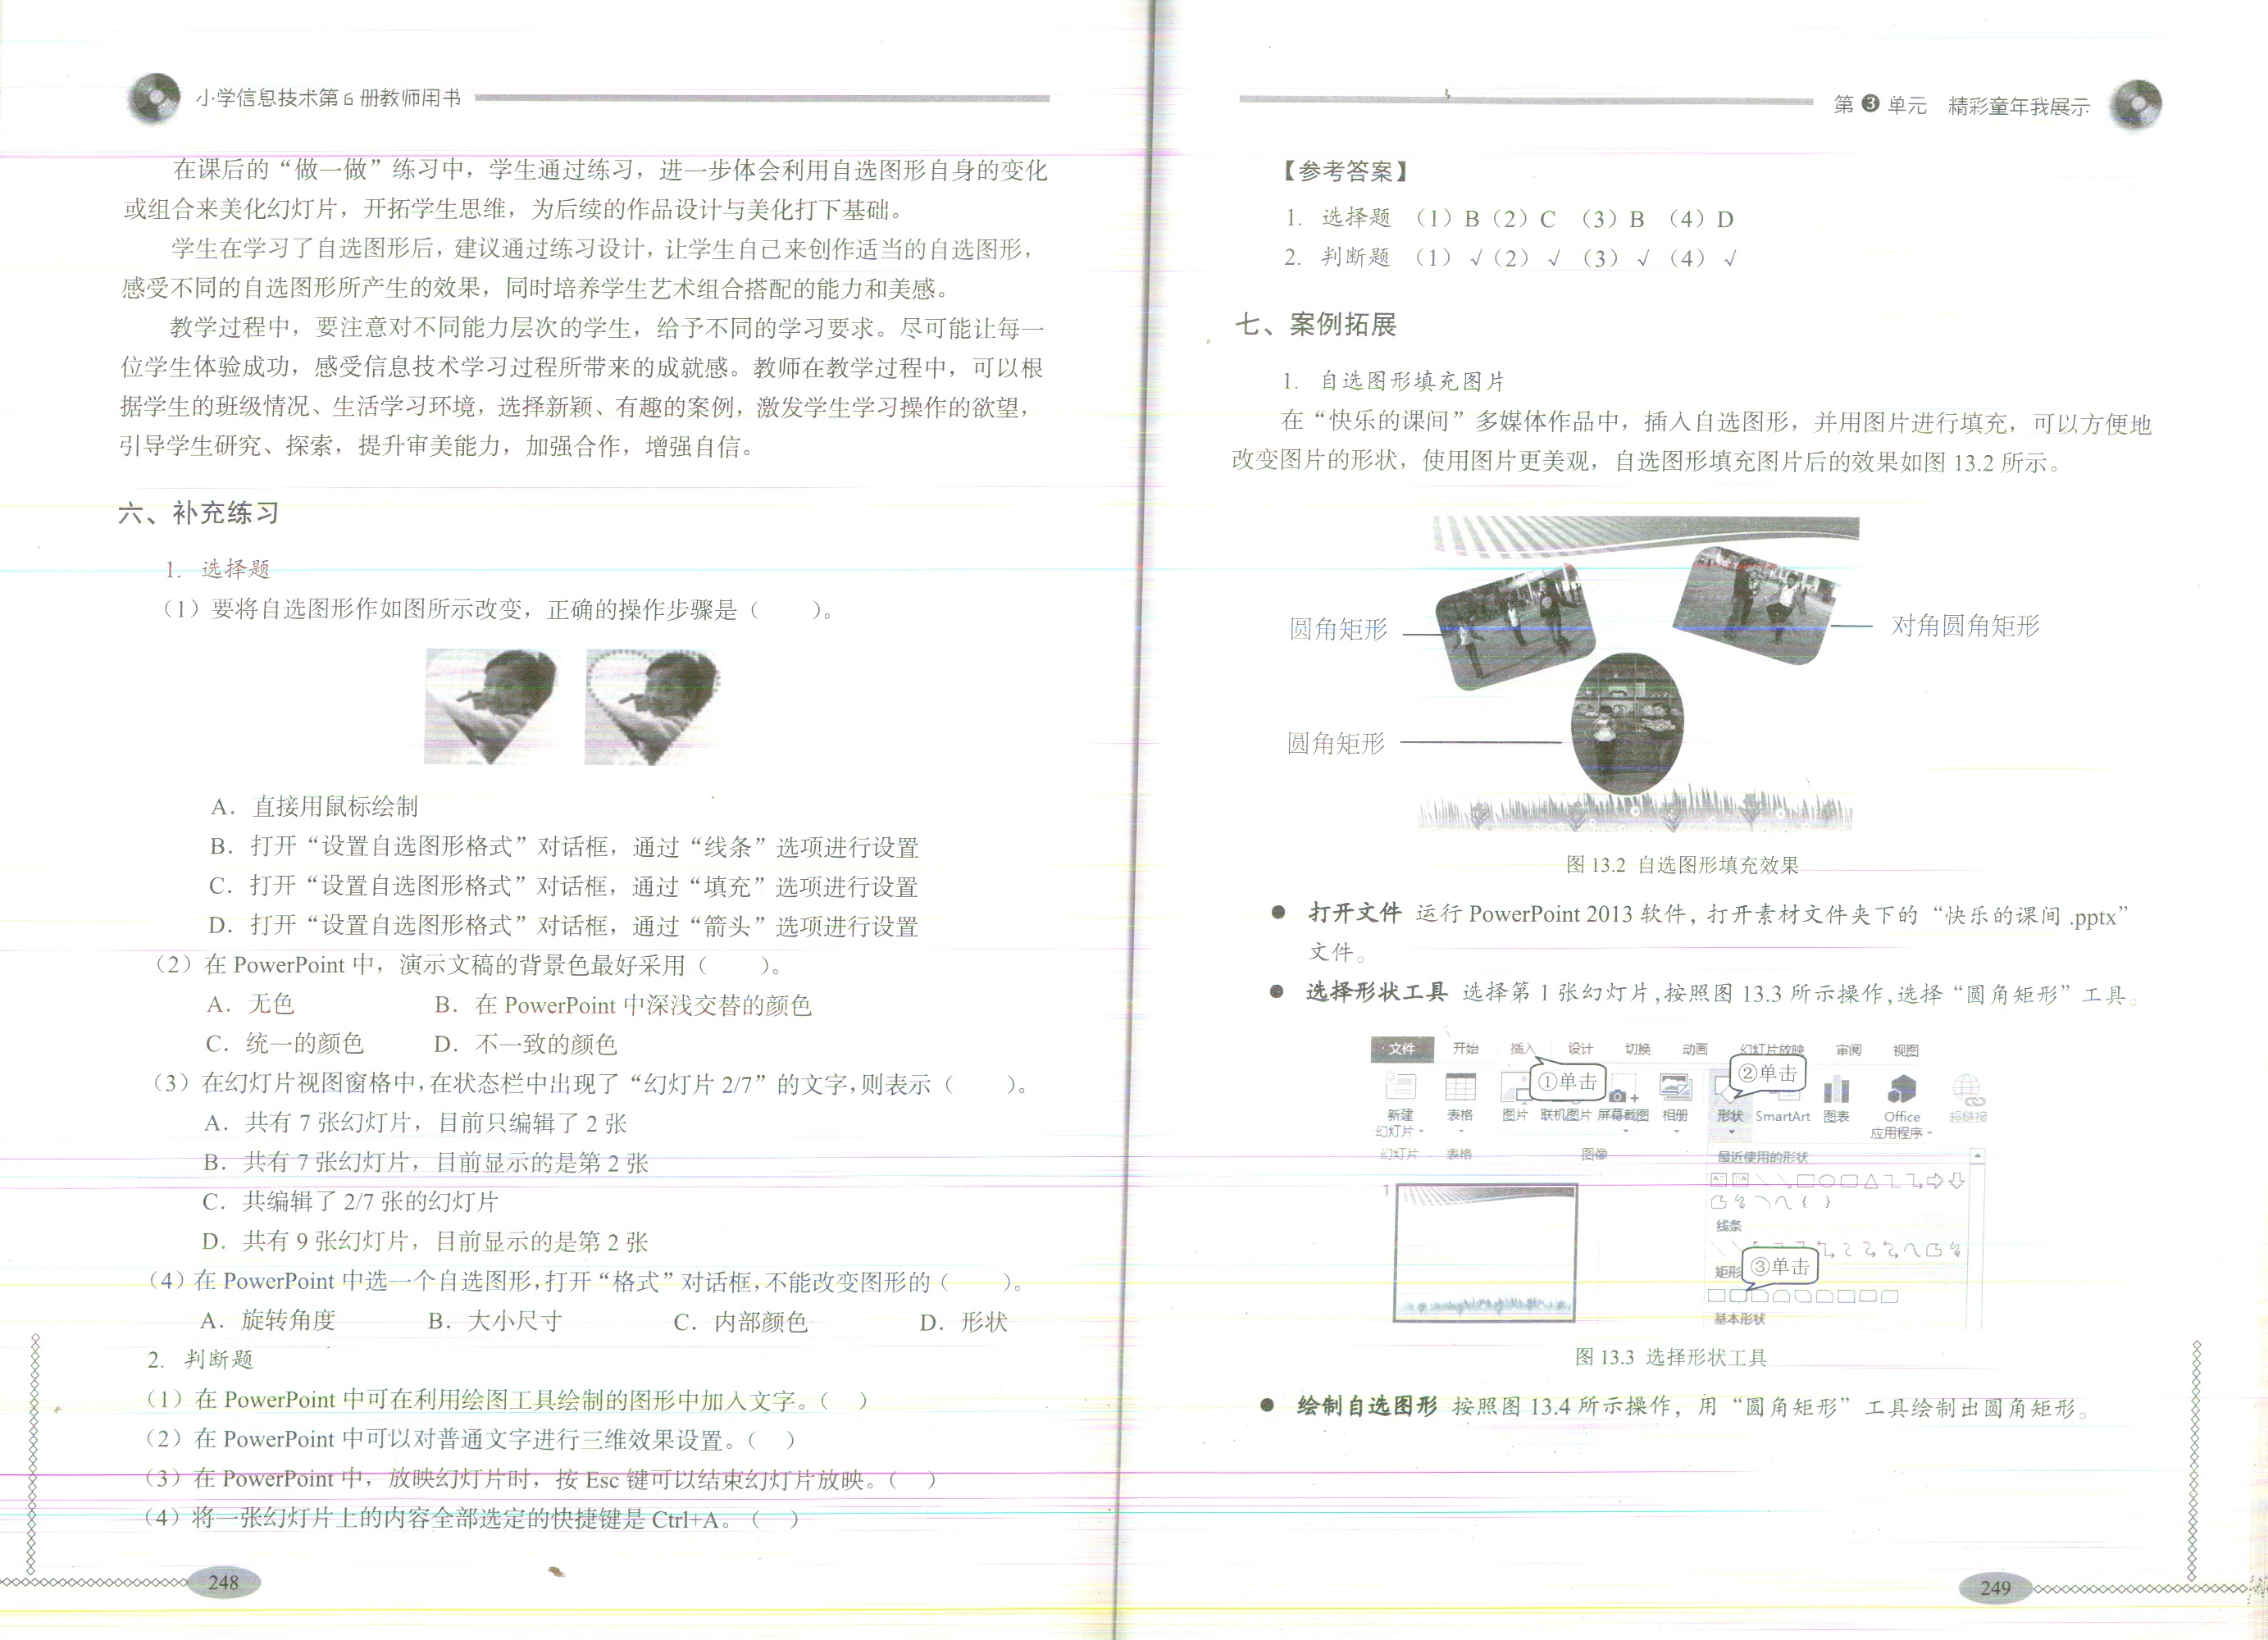 小学信息技术第6册教师用书
在课后的“做一做”练习中，学生通过练习，进一步体会利用自选图形自身的变化
或组合来美化幻灯片，开拓学生思维，为后续的作品设计与美化打下基础。
学生在学习了自选图形后，建议通过练习设计，让学生自己来创作适当的自选图形，
感受不同的自选图形所产生的效果，同时培养学生艺术组合搭配的能力和美感。
教学过程中，要注意对不同能力层次的学生，给予不同的学习要求。尽可能让每一
位学生体验成功，感受信息技术学习过程所带来的成就感。教师在教学过程中，可以根
据学生的班级情况、生活学习环境，选择新颖、有趣的案例，激发学生学习操作的欲望，
引导学生研究、探索，提升审美能力，加强合作，增强自信。
六、补充练习
1. 选择题
（1）要将自选图形作如图所示改变，正确的操作步骤是（　　）。
A．直接用鼠标绘制
B．打开“设置自选图形格式”对话框，通过“线条”选项进行设置
C．打开“设置自选图形格式”对话框，通过“填充”选项进行设置
D．打开“设置自选图形格式”对话框，通过“箭头”选项进行设置
（2）在 PowerPoint 中，演示文稿的背景色最好采用（　　）。
A．无色　　B．在 PowerPoint 中深浅交替的颜色
C．统一的颜色　　D．不一致的颜色
（3）在幻灯片视图窗格中，在状态栏中出现了“幻灯片 2/7”的文字，则表示（　　）。
A．共有 7 张幻灯片，目前只编辑了 2 张
B．共有 7 张幻灯片，目前显示的是第 2 张
C．共编辑了 2/7 张的幻灯片
D．共有 9 张幻灯片，目前显示的是第 2 张
（4）在 PowerPoint 中选一个自选图形，打开“格式”对话框，不能改变图形的（　　）。
A．旋转角度　　B．大小尺寸　　C．内部颜色　　D．形状
2. 判断题
（1）在 PowerPoint 中可在利用绘图工具绘制的图形中加入文字。（　）
（2）在 PowerPoint 中可以对普通文字进行三维效果设置。（　）
（3）在 PowerPoint 中，放映幻灯片时，按 Esc 键可以结束幻灯片放映。（　）
（4）将一张幻灯片上的内容全部选定的快捷键是 Ctrl+A。（　）
248
第3单元　精彩童年我展示
【参考答案】
1. 选择题 （1）B（2）C （3）B （4）D
2. 判断题 （1）√（2）√ （3）√ （4）√
七、案例拓展
1. 自选图形填充图片
在“快乐的课间”多媒体作品中，插入自选图形，并用图片进行填充，可以方便地
改变图片的形状，使用图片更美观，自选图形填充图片后的效果如图 13.2 所示。
圆角矩形
对角圆角矩形
圆角矩形
图 13.2 自选图形填充效果
● 打开文件 运行 PowerPoint 2013 软件，打开素材文件夹下的“快乐的课间.pptx”
文件。
● 选择形状工具 选择第 1 张幻灯片，按照图 13.3 所示操作，选择“圆角矩形”工具。
文件 开始 插入 设计 切换 动画 幻灯片放映 审阅 视图
①单击 ②单击
新建 表格 图片 联机图片 屏幕截图 相册 形状 SmartArt 图表 Office 超链接
幻灯片 应用程序
幻灯片 表格 图像 最近使用的形状
1
线条
矩形 ③单击
基本形状
图 13.3 选择形状工具
● 绘制自选图形 按照图 13.4 所示操作，用“圆角矩形”工具绘制出圆角矩形。
249